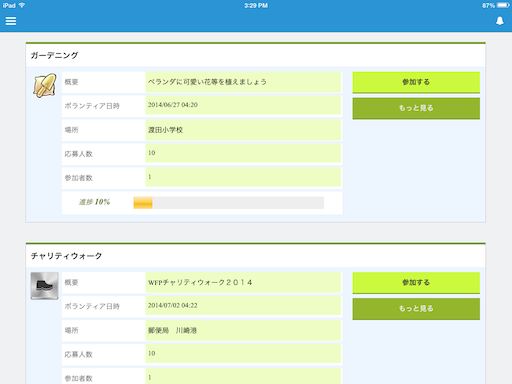 iPad 3:29 PM 87%
ガーデニング
概要 ベランダに可愛い花等を植えましょう 参加する
ボランティア日時 2014/06/27 04:20 もっと見る
場所 渡田小学校
応募人数 10
参加者数 1
進捗 10%
チャリティウォーク
概要 WFPチャリティウォーク２０１４ 参加する
ボランティア日時 2014/07/02 04:22 もっと見る
場所 郵便局　川崎港
応募人数 10
参加者数 1